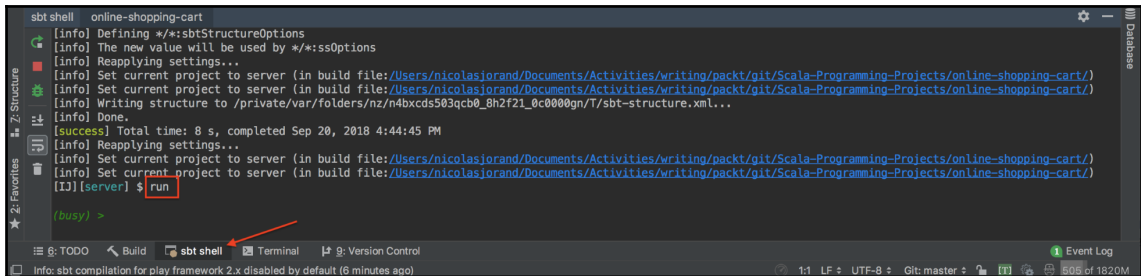 sbt shell online-shopping-cart
[info] Defining */*:sbtStructureOptions
[info] The new value will be used by */*:ssOptions
[info] Reapplying settings...
[info] Set current project to server (in build file:/Users/nicolasjorand/Documents/Activities/writing/packt/git/Scala-Programming-Projects/online-shopping-cart/)
[info] Set current project to server (in build file:/Users/nicolasjorand/Documents/Activities/writing/packt/git/Scala-Programming-Projects/online-shopping-cart/)
[info] Writing structure to /private/var/folders/nz/n4bxcds503qcb0_8h2f21_0c0000gn/T/sbt-structure.xml...
[info] Done.
[success] Total time: 8 s, completed Sep 20, 2018 4:44:45 PM
[info] Reapplying settings...
[info] Set current project to server (in build file:/Users/nicolasjorand/Documents/Activities/writing/packt/git/Scala-Programming-Projects/online-shopping-cart/)
[info] Set current project to server (in build file:/Users/nicolasjorand/Documents/Activities/writing/packt/git/Scala-Programming-Projects/online-shopping-cart/)
[IJ][server] $ run
(busy) >
7: Structure
2: Favorites
Database
6: TODO Build sbt shell Terminal 9: Version Control 1 Event Log
Info: sbt compilation for play framework 2.x disabled by default (6 minutes ago) 1:1 LF UTF-8 Git: master [T] 505 of 1820M